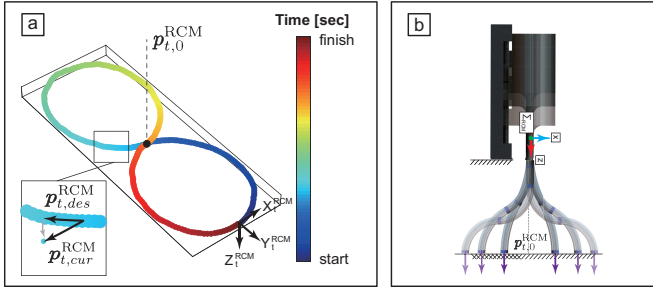 a
p_{t,0}^{RCM}
Time [sec]
finish
start
p_{t,des}^{RCM}
p_{t,cur}^{RCM}
X_t^{RCM}
Y_t^{RCM}
Z_t^{RCM}
b
Σ_{RCM}
X
Z
p_{t,0}^{RCM}